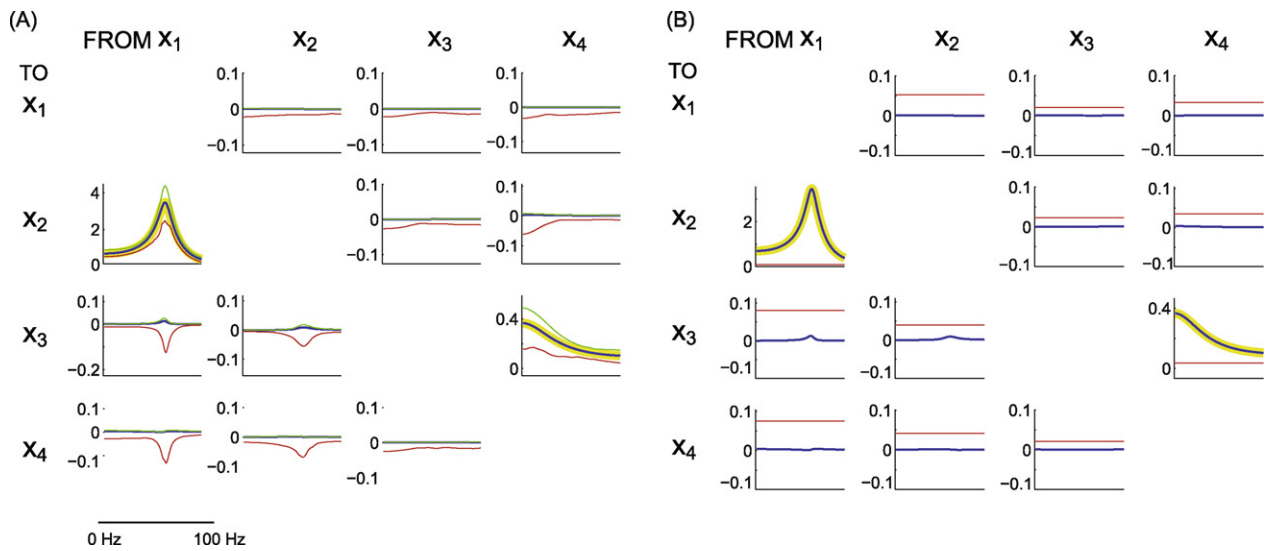 (A) (B)
FROM X1 X2 X3 X4 FROM X1 X2 X3 X4
TO TO
X1 0.1 0 −0.1 0.1 0 −0.1 0.1 0 −0.1 X1 0.1 0 −0.1 0.1 0 −0.1 0.1 0 −0.1
X2 4 2 0 0.1 0 −0.1 0.1 0 −0.1 X2 2 0 0.1 0 −0.1 0.1 0 −0.1
X3 0.1 0 −0.2 0.1 0 −0.1 0.4 0 X3 0.1 0 −0.1 0.1 0 −0.1 0.4 0
X4 0.1 0 −0.1 0.1 0 −0.1 0.1 0 −0.1 X4 0.1 0 −0.1 0.1 0 −0.1 0.1 0 −0.1
0 Hz 100 Hz